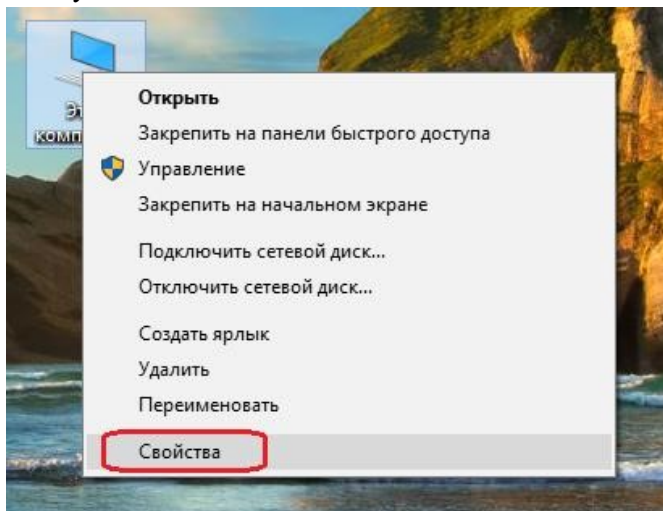 Открыть
Закрепить на панели быстрого доступа
Управление
Закрепить на начальном экране
Подключить сетевой диск...
Отключить сетевой диск...
Создать ярлык
Удалить
Переименовать
Свойства